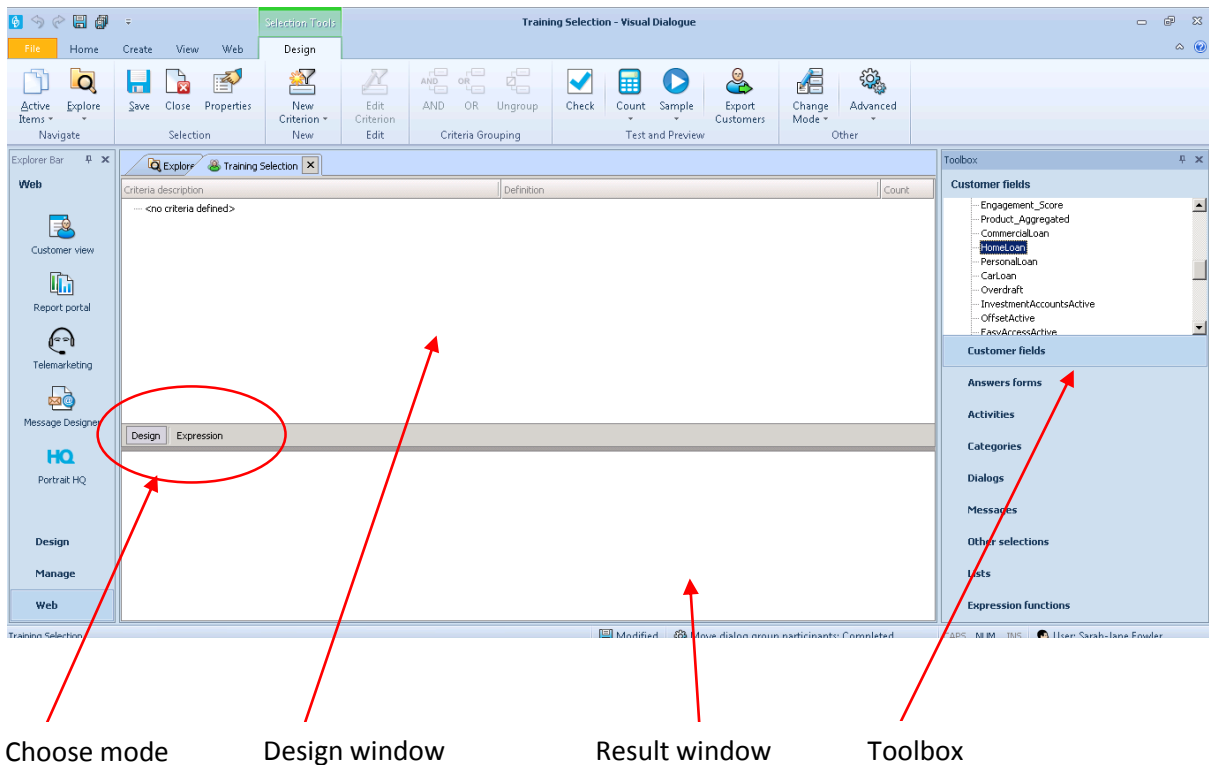 Selection Tools
Training Selection - Visual Dialogue
File Home Create View Web Design
Active Items Explore Save Close Properties New Criterion Edit Criterion AND OR Ungroup Check Count Sample Export Customers Change Mode Advanced
Navigate Selection New Edit Criteria Grouping Test and Preview Other
Explorer Bar
Web
Customer view
Report portal
Telemarketing
Message Designer
HQ
Portrait HQ
Design
Manage
Web
Explore Training Selection
Criteria description Definition Count
<no criteria defined>
Design Expression
Toolbox
Customer fields
Engagement_Score
Product_Aggregated
CommercialLoan
HomeLoan
PersonalLoan
CarLoan
Overdraft
InvestmentAccountsActive
OffsetActive
EasyAccessActive
Customer fields
Answers forms
Activities
Categories
Dialogs
Messages
Other selections
Lists
Expression functions
Training Selection Modified Move dialog group participants: Completed CAPS NUM INS User: Sarah-Jane Fowler
Choose mode Design window Result window Toolbox